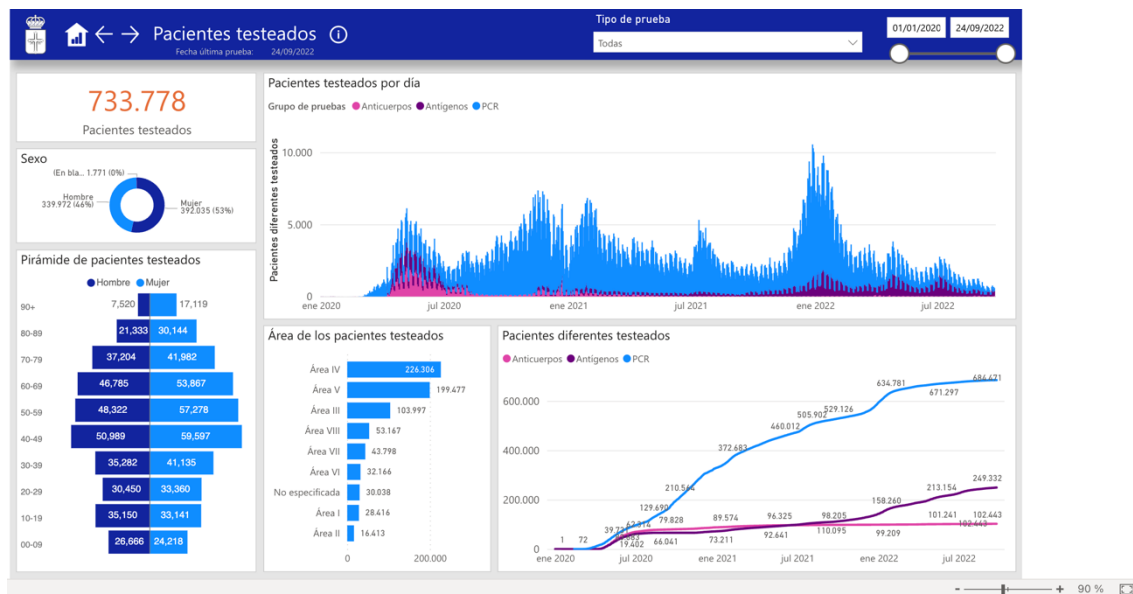 Pacientes testeados
Fecha última prueba: 24/09/2022
Tipo de prueba
Todas
01/01/2020 24/09/2022
733.778
Pacientes testeados
Sexo
(En bla... 1.771 (0%)
Hombre
339.972 (46%)
Mujer
392.035 (53%)
Pirámide de pacientes testeados
Hombre Mujer
90+ 7,520 17,119
80-89 21,333 30,144
70-79 37,204 41,982
60-69 46,785 53,867
50-59 48,322 57,278
40-49 50,989 59,597
30-39 35,282 41,135
20-29 30,450 33,360
10-19 35,150 33,141
00-09 26,666 24,218
Pacientes testeados por día
Grupo de pruebas Anticuerpos Antígenos PCR
Pacientes diferentes testeados
10.000
5.000
0
ene 2020 jul 2020 ene 2021 jul 2021 ene 2022 jul 2022
Área de los pacientes testeados
Área IV 226.306
Área V 199.477
Área III 103.997
Área VIII 53.167
Área VII 43.798
Área VI 32.166
No especificada 30.038
Área I 28.416
Área II 16.413
0 200.000
Pacientes diferentes testeados
Anticuerpos Antígenos PCR
600.000
400.000
200.000
0
1 72 129.690 210.564 372.683 460.012 505.902 529.126 634.781 671.297 684.471
79.828 89.574 96.325 98.205 99.209 101.241 102.443
19.402 66.041 73.211 92.641 110.095 158.260 213.154 249.332
102.443
ene 2020 jul 2020 ene 2021 jul 2021 ene 2022 jul 2022
- + 90 %